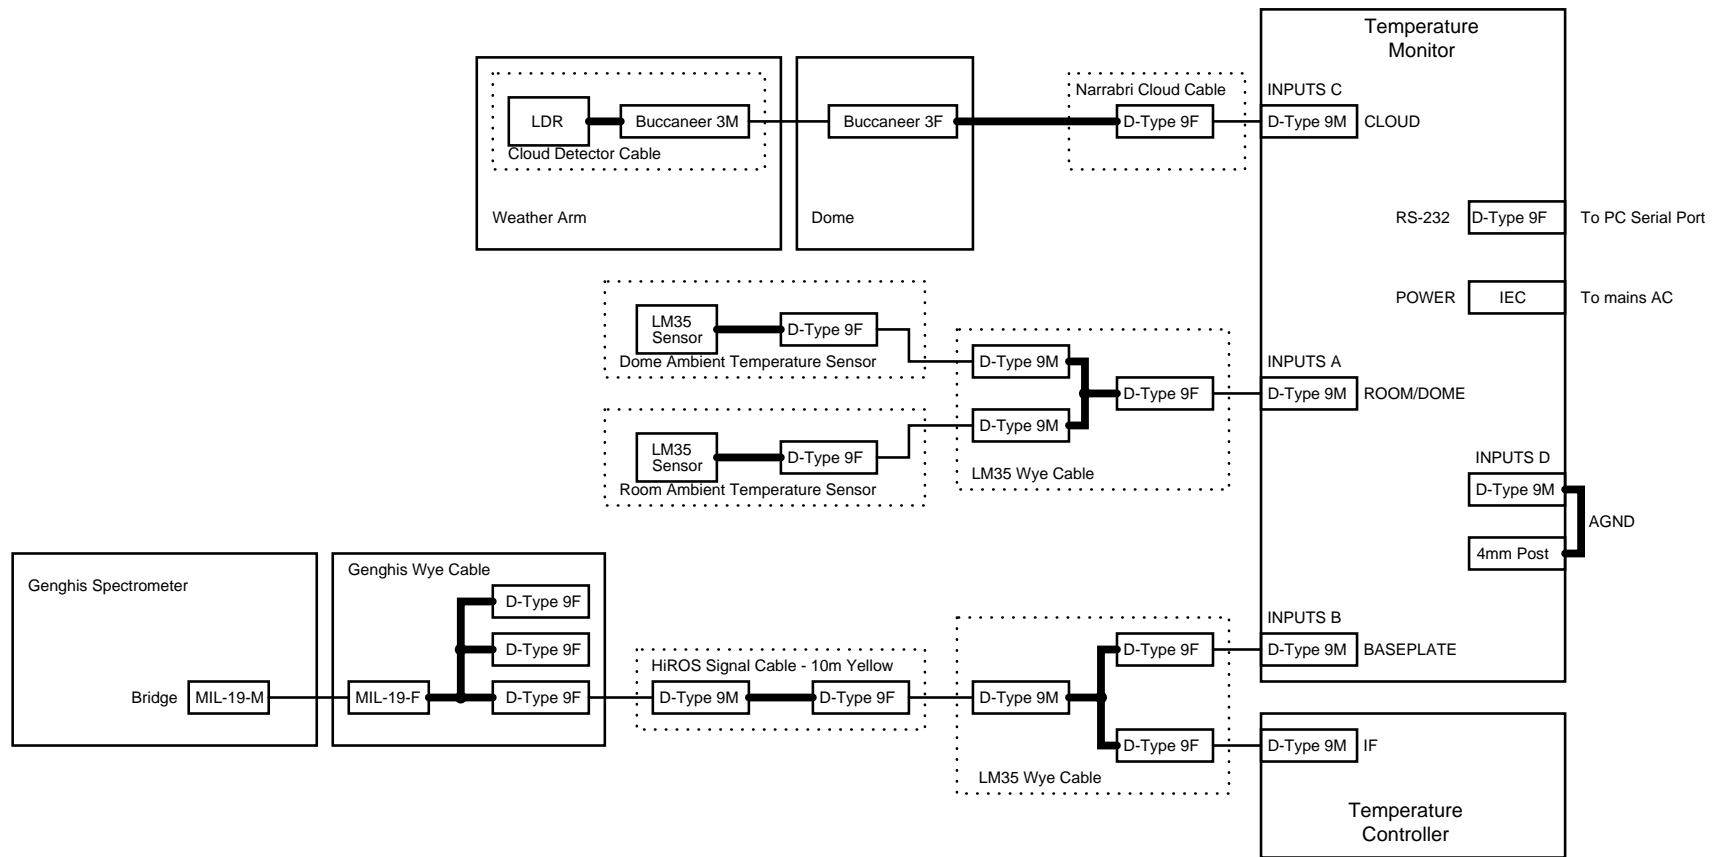 Temperature
Monitor
Narrabri Cloud Cable
INPUTS C
LDR
Buccaneer 3M
Buccaneer 3F
D-Type 9F
D-Type 9M
CLOUD
Cloud Detector Cable
Weather Arm
Dome
RS-232
D-Type 9F
To PC Serial Port
POWER
IEC
To mains AC
LM35
Sensor
D-Type 9F
Dome Ambient Temperature Sensor
D-Type 9M
INPUTS A
D-Type 9F
D-Type 9M
ROOM/DOME
D-Type 9M
LM35
Sensor
D-Type 9F
Room Ambient Temperature Sensor
LM35 Wye Cable
INPUTS D
D-Type 9M
AGND
4mm Post
Genghis Spectrometer
Genghis Wye Cable
D-Type 9F
D-Type 9F
INPUTS B
D-Type 9F
D-Type 9M
BASEPLATE
HiROS Signal Cable - 10m Yellow
Bridge
MIL-19-M
MIL-19-F
D-Type 9F
D-Type 9M
D-Type 9F
D-Type 9M
D-Type 9F
D-Type 9M
IF
LM35 Wye Cable
Temperature
Controller